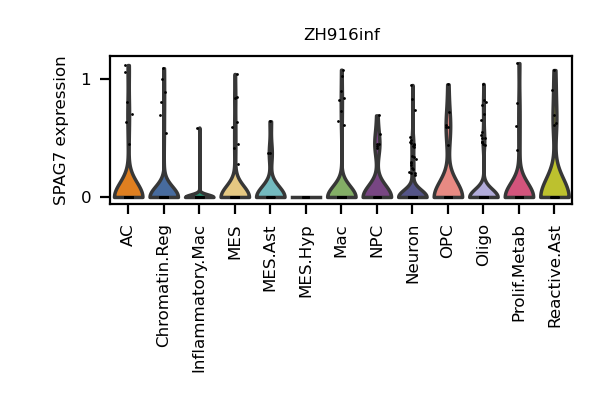 ZH916inf
SPAG7 expression
1
0
AC
Chromatin.Reg
Inflammatory.Mac
MES
MES.Ast
MES.Hyp
Mac
NPC
Neuron
OPC
Oligo
Prolif.Metab
Reactive.Ast